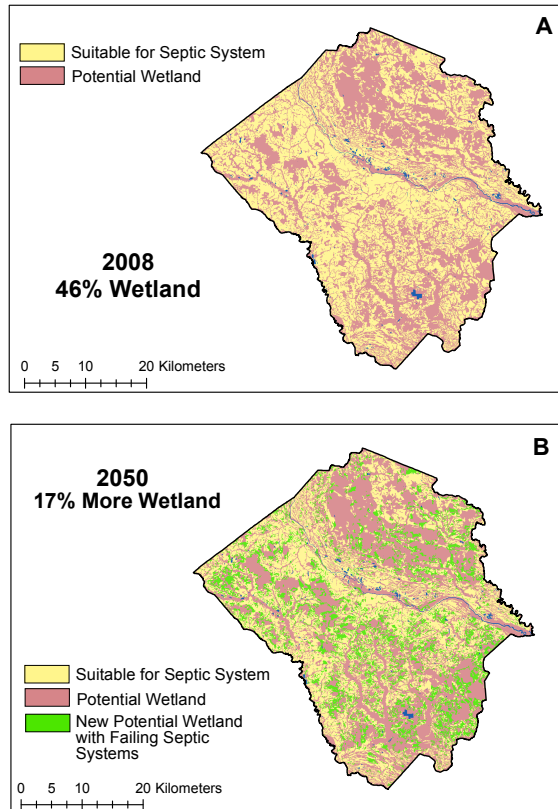 A
Suitable for Septic System
Potential Wetland
2008
46% Wetland
0 5 10 20 Kilometers
B
2050
17% More Wetland
Suitable for Septic System
Potential Wetland
New Potential Wetland
with Failing Septic
Systems
0 5 10 20 Kilometers